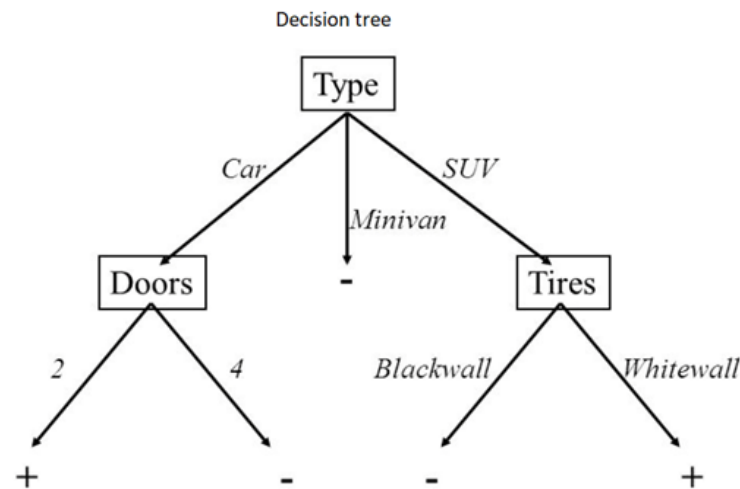 Decision tree
Type
Car
SUV
Minivan
Doors
-
Tires
2
4
Blackwall
Whitewall
+
-
-
+